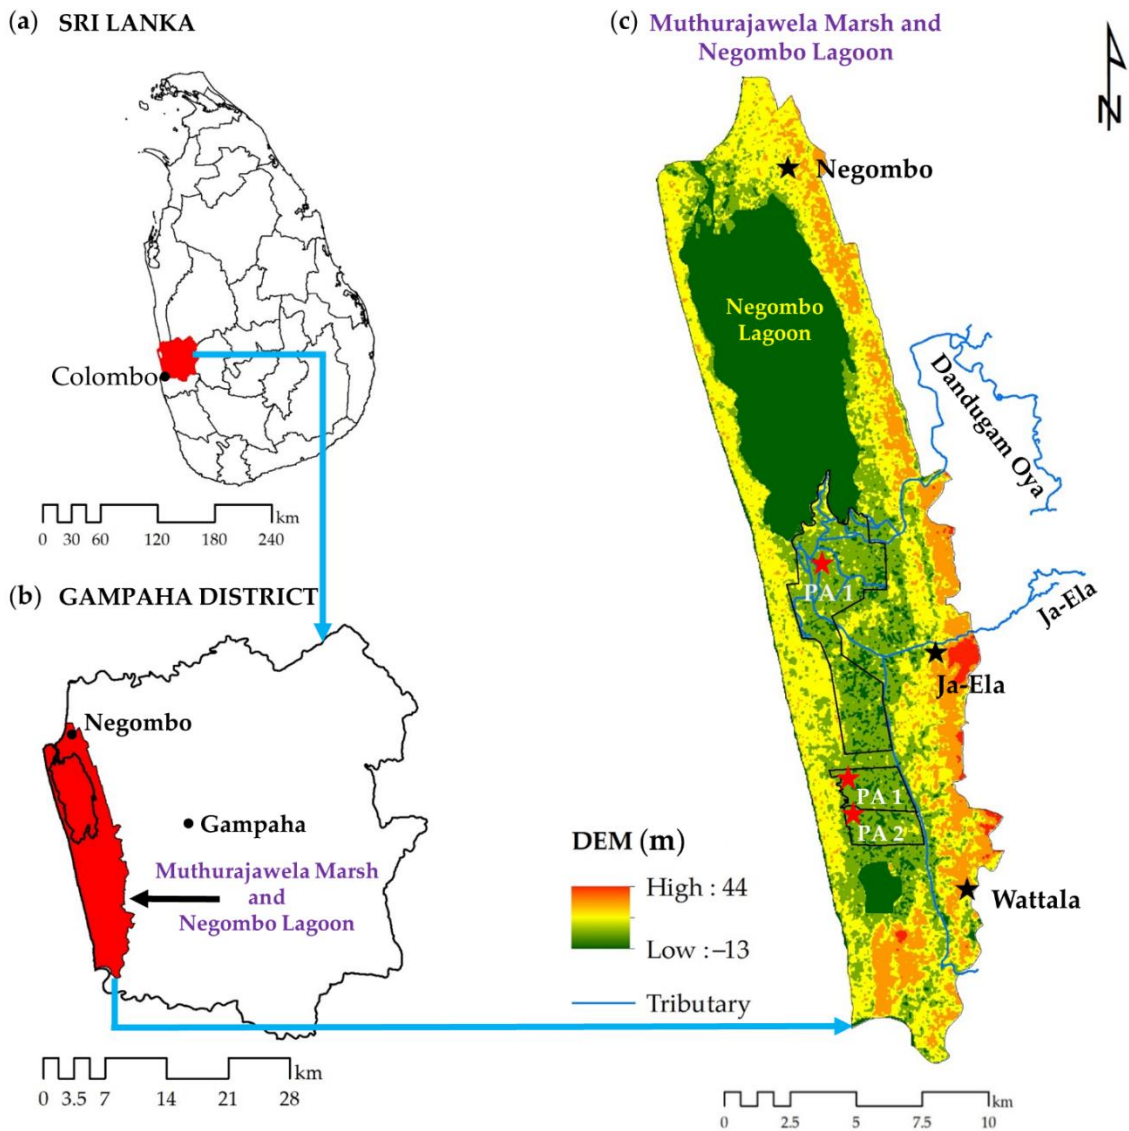 (a) SRI LANKA
Colombo
km
0 30 60 120 180 240
(b) GAMPAHA DISTRICT
Negombo
Gampaha
Muthurajawela Marsh
and
Negombo Lagoon
km
0 3.5 7 14 21 28
(c) Muthurajawela Marsh and
Negombo Lagoon
N
Negombo
Negombo
Lagoon
Dandugam Oya
PA 1
Ja-Ela
Ja-Ela
PA 1
PA 2
Wattala
DEM (m)
High : 44
Low : –13
Tributary
km
0 2.5 5 7.5 10